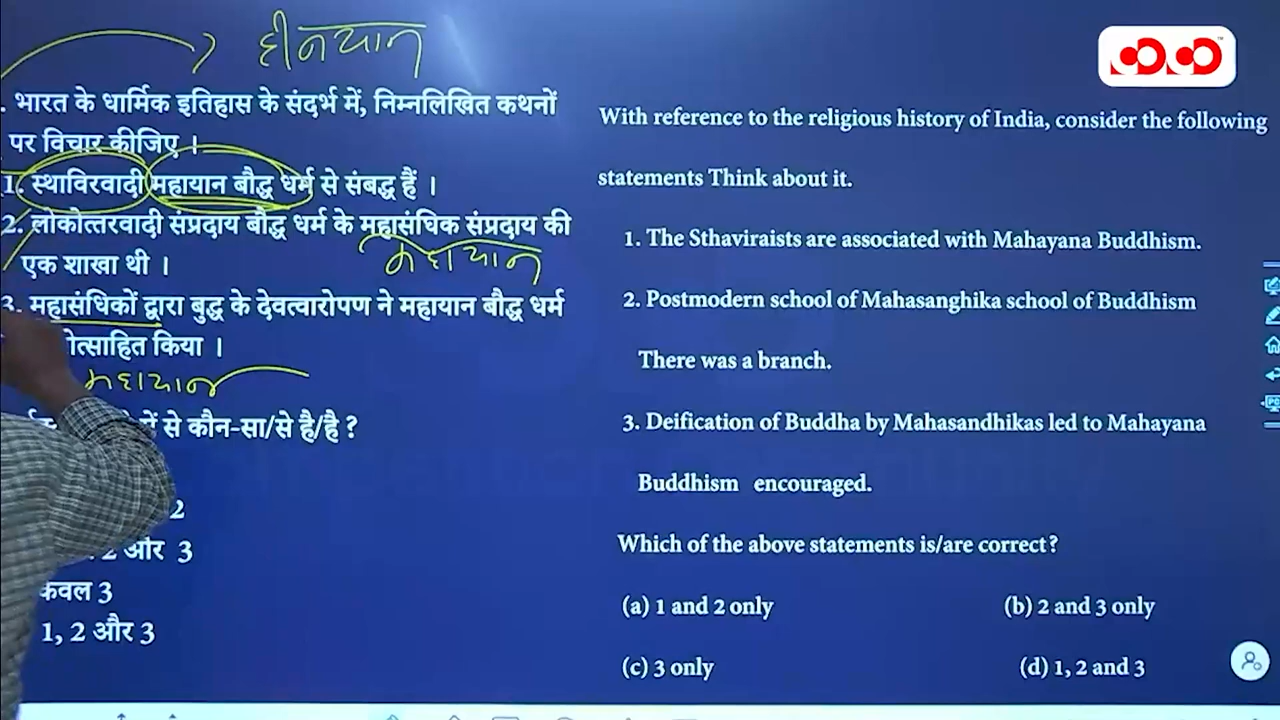 हीनयान
. भारत के धार्मिक इतिहास के संदर्भ में, निम्नलिखित कथनों
पर विचार कीजिए ।
1. स्थाविरवादी महायान बौद्ध धर्म से संबद्ध हैं ।
2. लोकोत्तरवादी संप्रदाय बौद्ध धर्म के महासंघिक संप्रदाय की
एक शाखा थी ।
महायान
3. महासंधिकों द्वारा बुद्ध के देवत्वारोपण ने महायान बौद्ध धर्म
त्साहित किया ।
महायान
में से कौन-सा/से है/है ?
2
2 और 3
केवल 3
1, 2 और 3
With reference to the religious history of India, consider the following
statements Think about it.
1. The Sthaviraists are associated with Mahayana Buddhism.
2. Postmodern school of Mahasanghika school of Buddhism
There was a branch.
3. Deification of Buddha by Mahasandhikas led to Mahayana
Buddhism encouraged.
Which of the above statements is/are correct?
(a) 1 and 2 only
(b) 2 and 3 only
(c) 3 only
(d) 1, 2 and 3